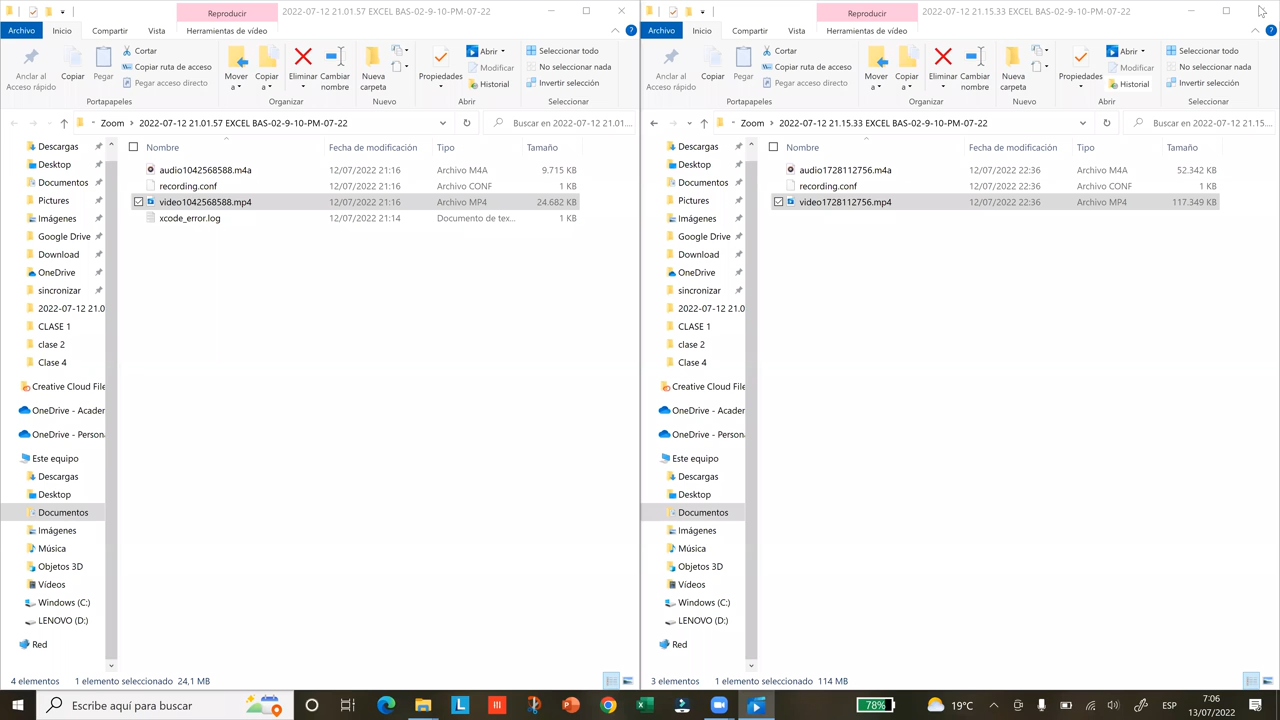 Reproducir
2022-07-12 21.01.57 EXCEL BAS-02-9-10-PM-07-22
Archivo
Inicio
Compartir
Vista
Herramientas de vídeo
Anclar al
Acceso rápido
Copiar
Pegar
Cortar
Copiar ruta de acceso
Pegar acceso directo
Portapapeles
Mover
a
Copiar
a
Eliminar
Cambiar
nombre
Organizar
Nueva
carpeta
Nuevo
Propiedades
Abrir
Modificar
Historial
Abrir
Seleccionar todo
No seleccionar nada
Invertir selección
Seleccionar
Zoom
2022-07-12 21.01.57 EXCEL BAS-02-9-10-PM-07-22
Buscar en 2022-07-12 21.01....
Nombre
Fecha de modificación
Tipo
Tamaño
audio1042568588.m4a 12/07/2022 21:16 Archivo M4A 9.715 KB
recording.conf 12/07/2022 21:16 Archivo CONF 1 KB
video1042568588.mp4 12/07/2022 21:16 Archivo MP4 24.682 KB
xcode_error.log 12/07/2022 21:14 Documento de tex... 1 KB
Descargas
Desktop
Documentos
Pictures
Imágenes
Google Drive
Download
OneDrive
sincronizar
2022-07-12 21.0
CLASE 1
clase 2
Clase 4
Creative Cloud File
OneDrive - Acader
OneDrive - Person
Este equipo
Descargas
Desktop
Documentos
Imágenes
Música
Objetos 3D
Vídeos
Windows (C:)
LENOVO (D:)
Red
4 elementos
1 elemento seleccionado 24,1 MB
Reproducir
2022-07-12 21.15.33 EXCEL BAS-02-9-10-PM-07-22
Archivo
Inicio
Compartir
Vista
Herramientas de vídeo
Anclar al
Acceso rápido
Copiar
Pegar
Cortar
Copiar ruta de acceso
Pegar acceso directo
Portapapeles
Mover
a
Copiar
a
Eliminar
Cambiar
nombre
Organizar
Nueva
carpeta
Nuevo
Propiedades
Abrir
Modificar
Historial
Abrir
Seleccionar todo
No seleccionar nada
Invertir selección
Seleccionar
Zoom
2022-07-12 21.15.33 EXCEL BAS-02-9-10-PM-07-22
Buscar en 2022-07-12 21.15....
Nombre
Fecha de modificación
Tipo
Tamaño
audio1728112756.m4a 12/07/2022 22:36 Archivo M4A 52.342 KB
recording.conf 12/07/2022 22:36 Archivo CONF 1 KB
video1728112756.mp4 12/07/2022 22:36 Archivo MP4 117.349 KB
Descargas
Desktop
Documentos
Pictures
Imágenes
Google Drive
Download
OneDrive
sincronizar
2022-07-12 21.0
CLASE 1
clase 2
Clase 4
Creative Cloud File
OneDrive - Acader
OneDrive - Person
Este equipo
Descargas
Desktop
Documentos
Imágenes
Música
Objetos 3D
Vídeos
Windows (C:)
LENOVO (D:)
Red
3 elementos
1 elemento seleccionado 114 MB
Escribe aquí para buscar
78%
19°C
ESP
7:06
13/07/2022